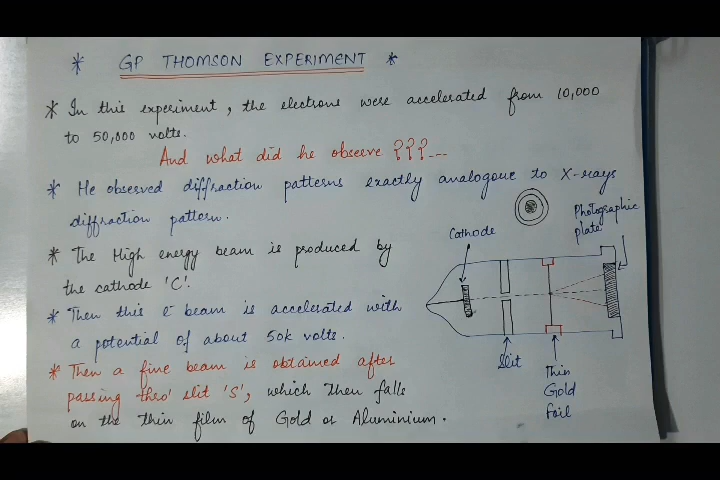 * GP THOMSON EXPERIMENT *
* In this experiment, the electrons were accelerated from 10,000
to 50,000 volts.
And what did he observe ???---
* He observed diffraction patterns exactly analogous to X-rays
diffraction pattern.
* The High energy beam is produced by
the cathode 'C'.
* Then this e⁻ beam is accelerated with
a potential of about 50k volts.
* Then a fine beam is obtained after
passing thro' slit 'S', which then falls
on the thin film of Gold or Aluminium.
Cathode
Photographic
plate
Slit
Thin
Gold
Foil